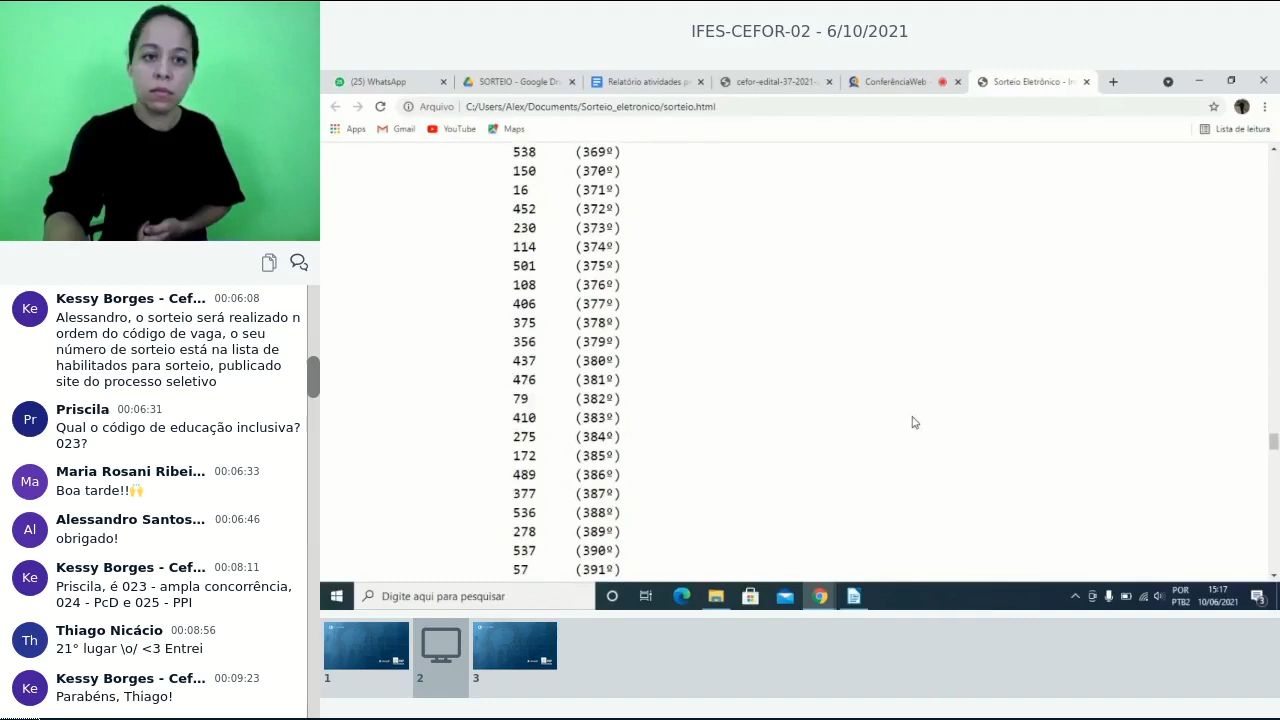 IFES-CEFOR-02 - 6/10/2021
(25) WhatsApp
SORTEIO - Google Dr
Relatório atividades p
cefor-edital-37-2021-
ConferênciaWeb
Sorteio Eletrônico - In
Arquivo
C:/Users/Alex/Documents/Sorteio_eletronico/sorteio.html
Apps
Gmail
YouTube
Maps
Lista de leitura
538 (369º)
150 (370º)
16 (371º)
452 (372º)
230 (373º)
114 (374º)
501 (375º)
108 (376º)
406 (377º)
375 (378º)
356 (379º)
437 (380º)
476 (381º)
79 (382º)
410 (383º)
275 (384º)
172 (385º)
489 (386º)
377 (387º)
536 (388º)
278 (389º)
537 (390º)
57 (391º)
Digite aqui para pesquisar
POR
PTB2
15:17
10/06/2021
3
1
2
3
Ke
Kessy Borges - Cef... 00:06:08
Alessandro, o sorteio será realizado n
ordem do código de vaga, o seu
número de sorteio está na lista de
habilitados para sorteio, publicado
site do processo seletivo
Pr
Priscila 00:06:31
Qual o código de educação inclusiva?
023?
Ma
Maria Rosani Ribei... 00:06:33
Boa tarde!!🙌
Al
Alessandro Santos... 00:06:46
obrigado!
Ke
Kessy Borges - Cef... 00:08:11
Priscila, é 023 - ampla concorrência,
024 - PcD e 025 - PPI
Th
Thiago Nicácio 00:08:56
21° lugar \o/ <3 Entrei
Ke
Kessy Borges - Cef... 00:09:23
Parabéns, Thiago!